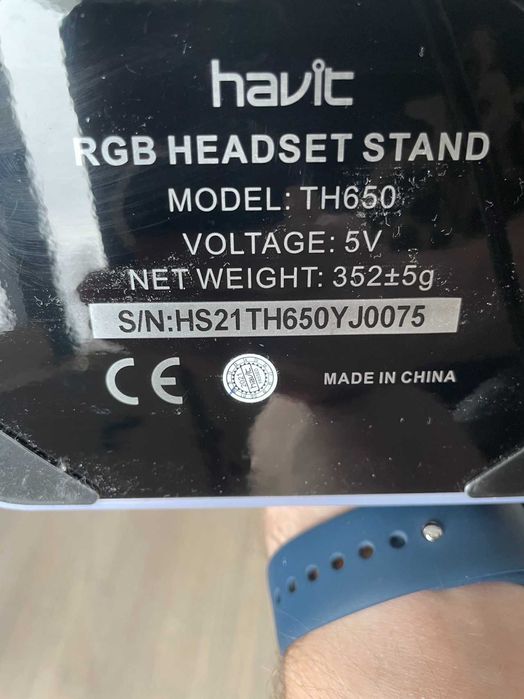 havit
RGB HEADSET STAND
MODEL: TH650
VOLTAGE: 5V
NET WEIGHT: 352±5g
S/N:HS21TH650YJ0075
CE
MADE IN CHINA